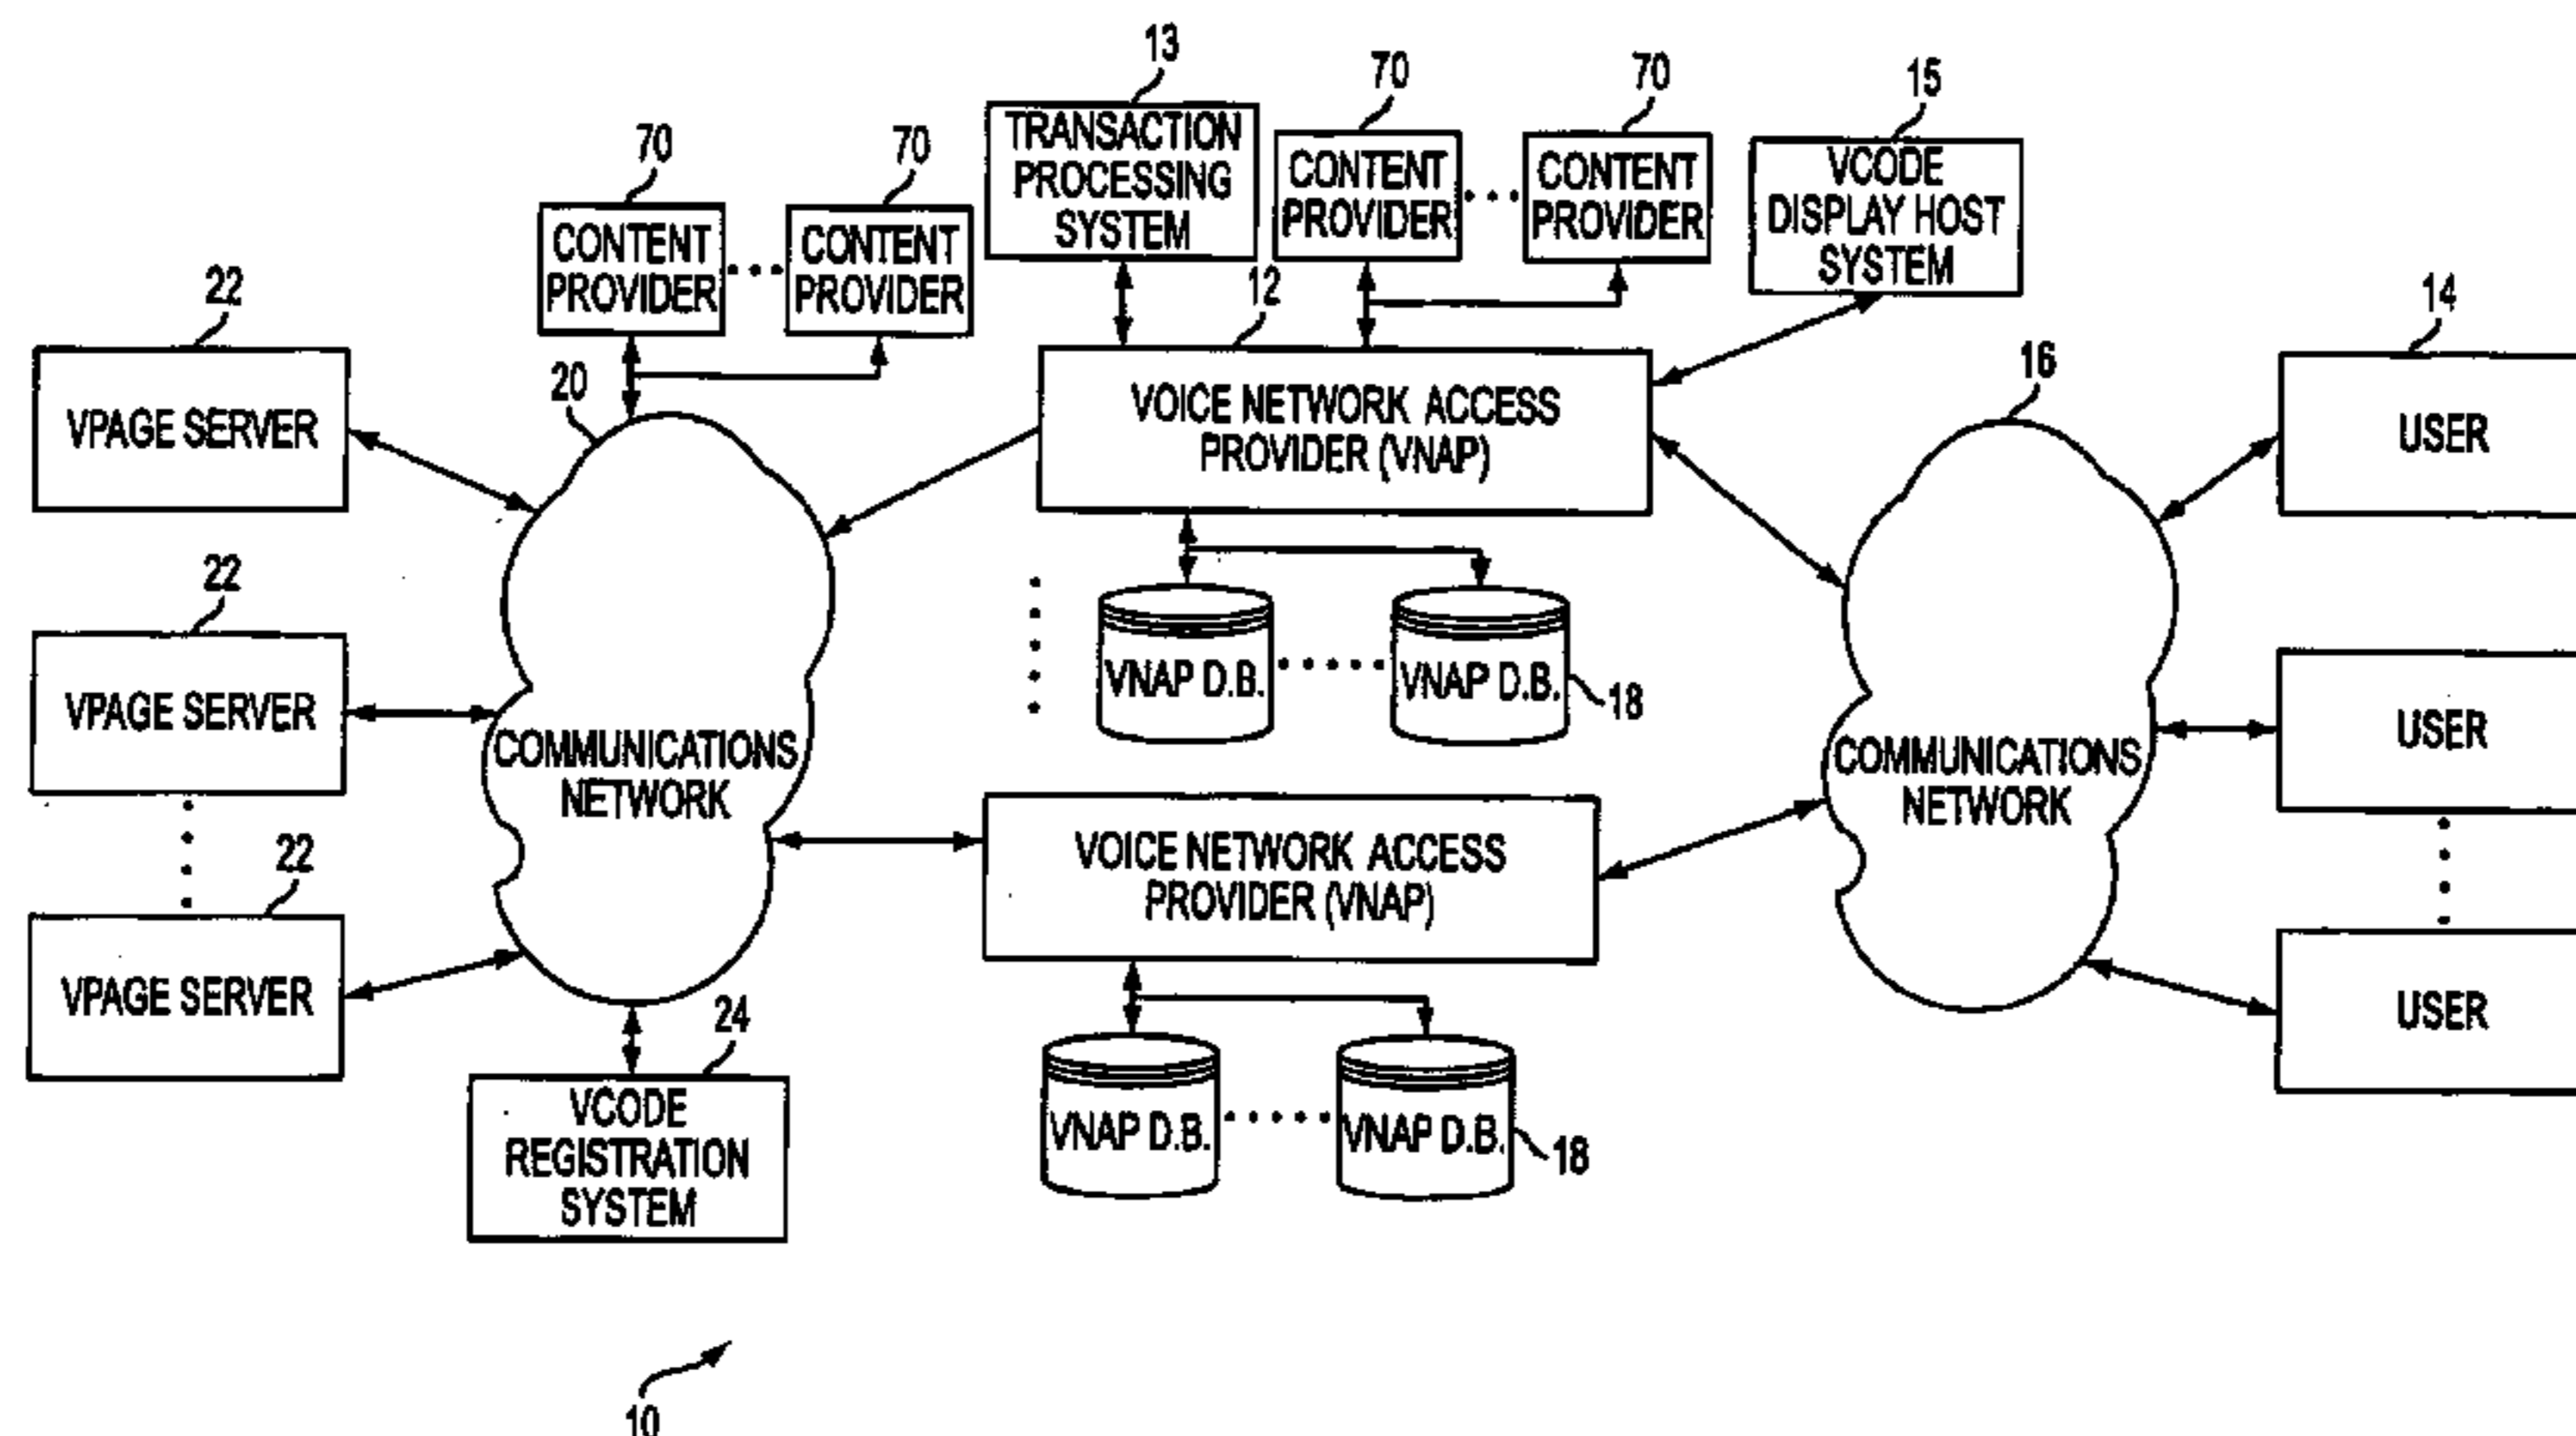 13
70
70
15
70
70
TRANSACTION
PROCESSING
SYSTEM
CONTENT
PROVIDER
CONTENT
PROVIDER
VCODE
DISPLAY HOST
SYSTEM
CONTENT
PROVIDER
CONTENT
PROVIDER
22
12
14
20
16
VPAGE SERVER
VOICE NETWORK ACCESS
PROVIDER (VNAP)
USER
22
VPAGE SERVER
VNAP D.B.
VNAP D.B.
18
USER
COMMUNICATIONS
NETWORK
COMMUNICATIONS
NETWORK
22
VOICE NETWORK ACCESS
PROVIDER (VNAP)
VPAGE SERVER
USER
24
VCODE
REGISTRATION
SYSTEM
VNAP D.B.
VNAP D.B.
18
10